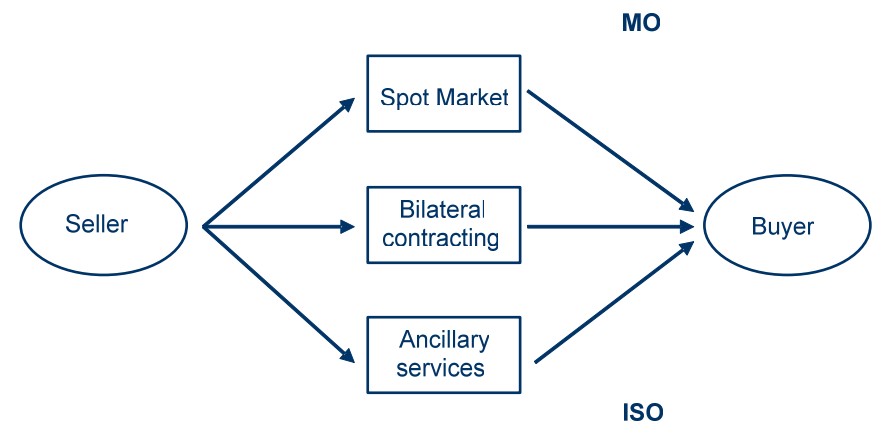 MO
Spot Market
Seller
Bilateral
contracting
Buyer
Ancillary
services
ISO